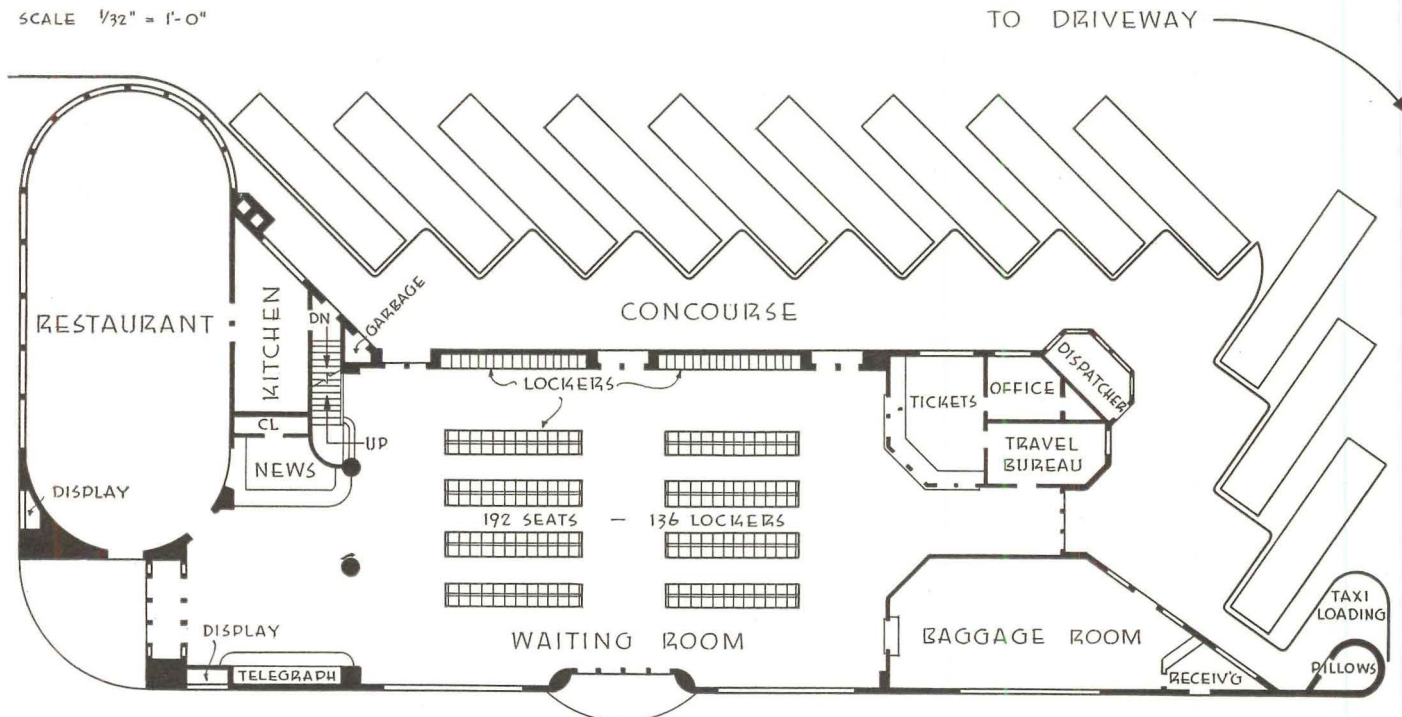 SCALE 1/32" = 1'-0"
TO DRIVEWAY
RESTAURANT
KITCHEN
DN
GARBAGE
CONCOURSE
LOCKERS
TICKETS
OFFICE
DISPATCHER
CL
UP
NEWS
TRAVEL
BUREAU
DISPLAY
192 SEATS – 136 LOCKERS
DISPLAY
TELEGRAPH
WAITING ROOM
BAGGAGE ROOM
RECEIV'G
TAXI
LOADING
PILLOWS